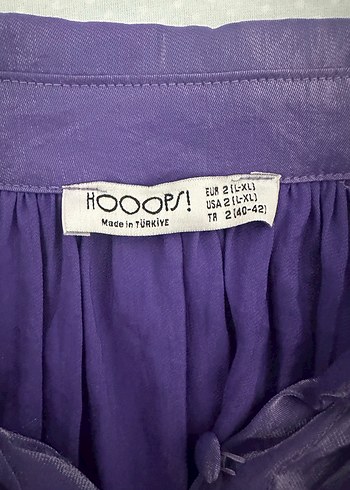 HOOOPS!
Made in TÜRKİYE
EUR 2 (L-XL)
USA 2 (L-XL)
TR 2 (40-42)